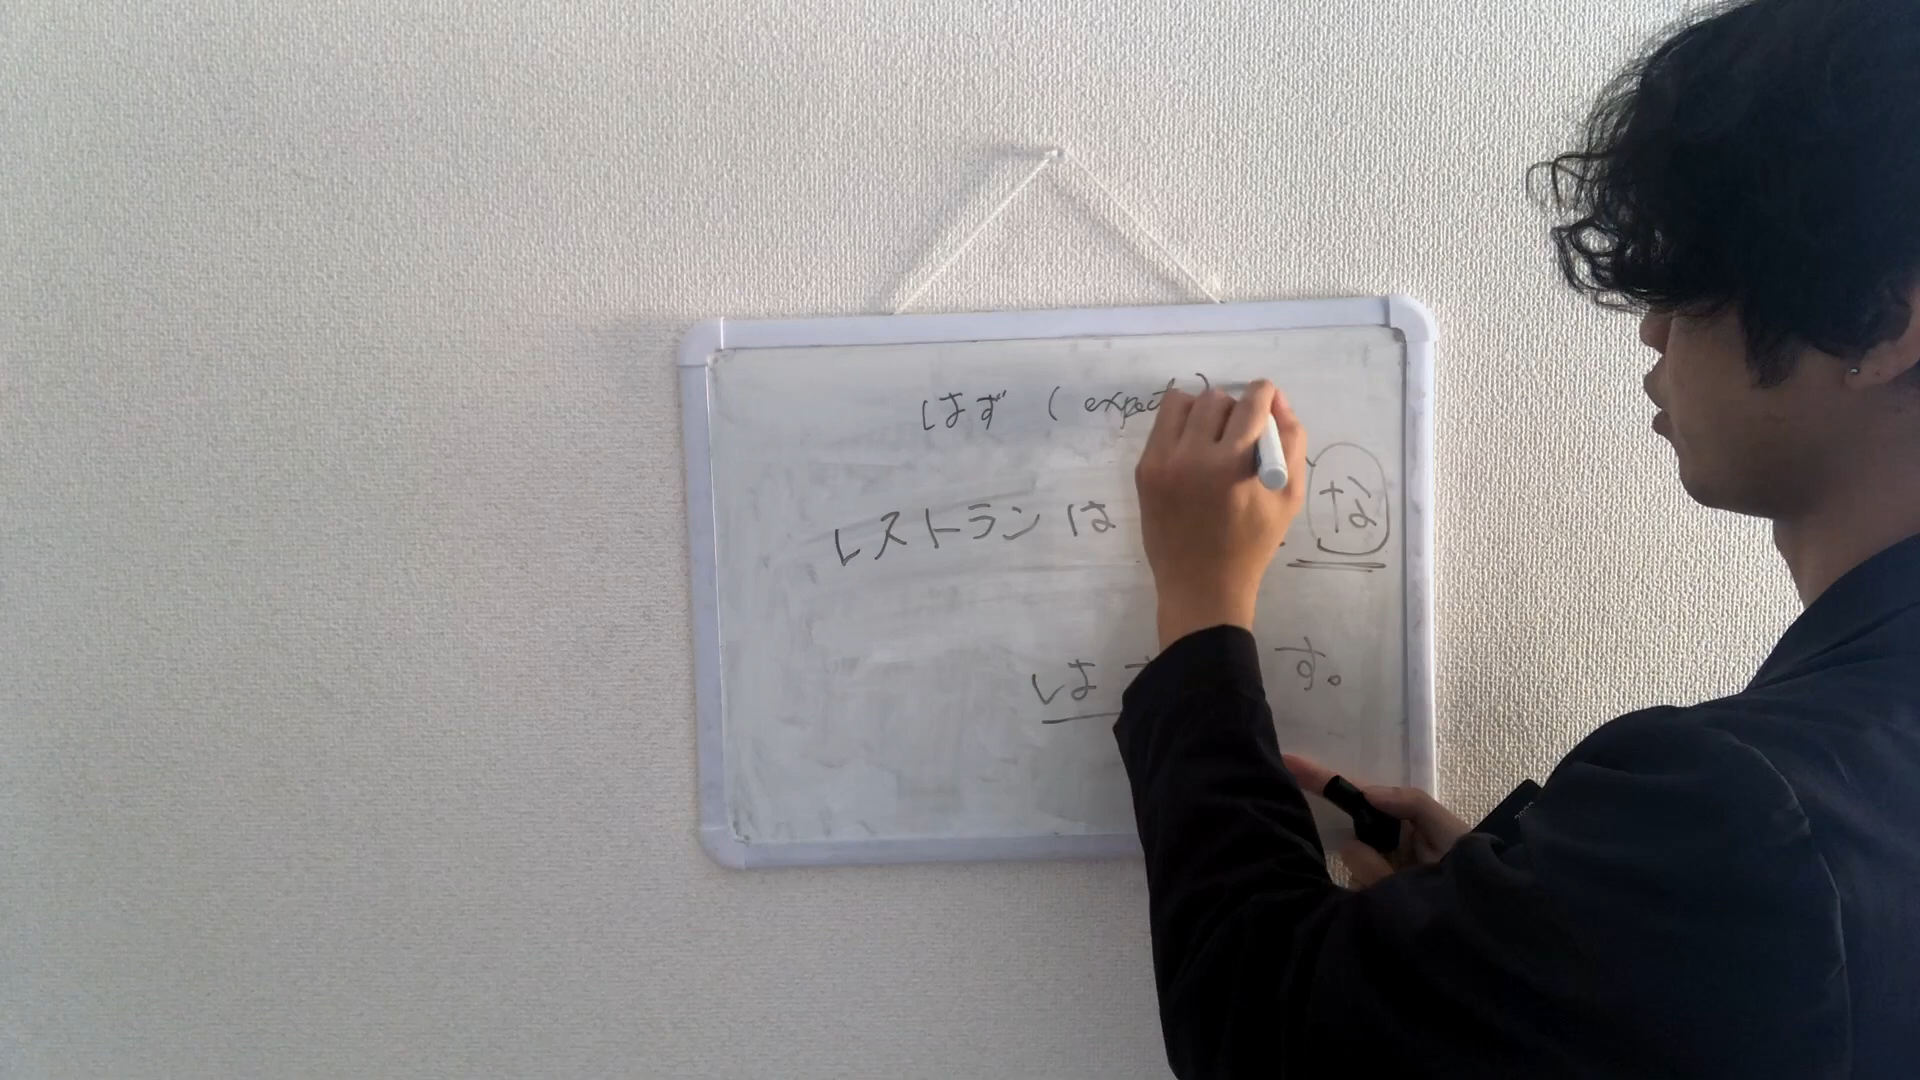 はず ( expect )
レストランは な
は す。